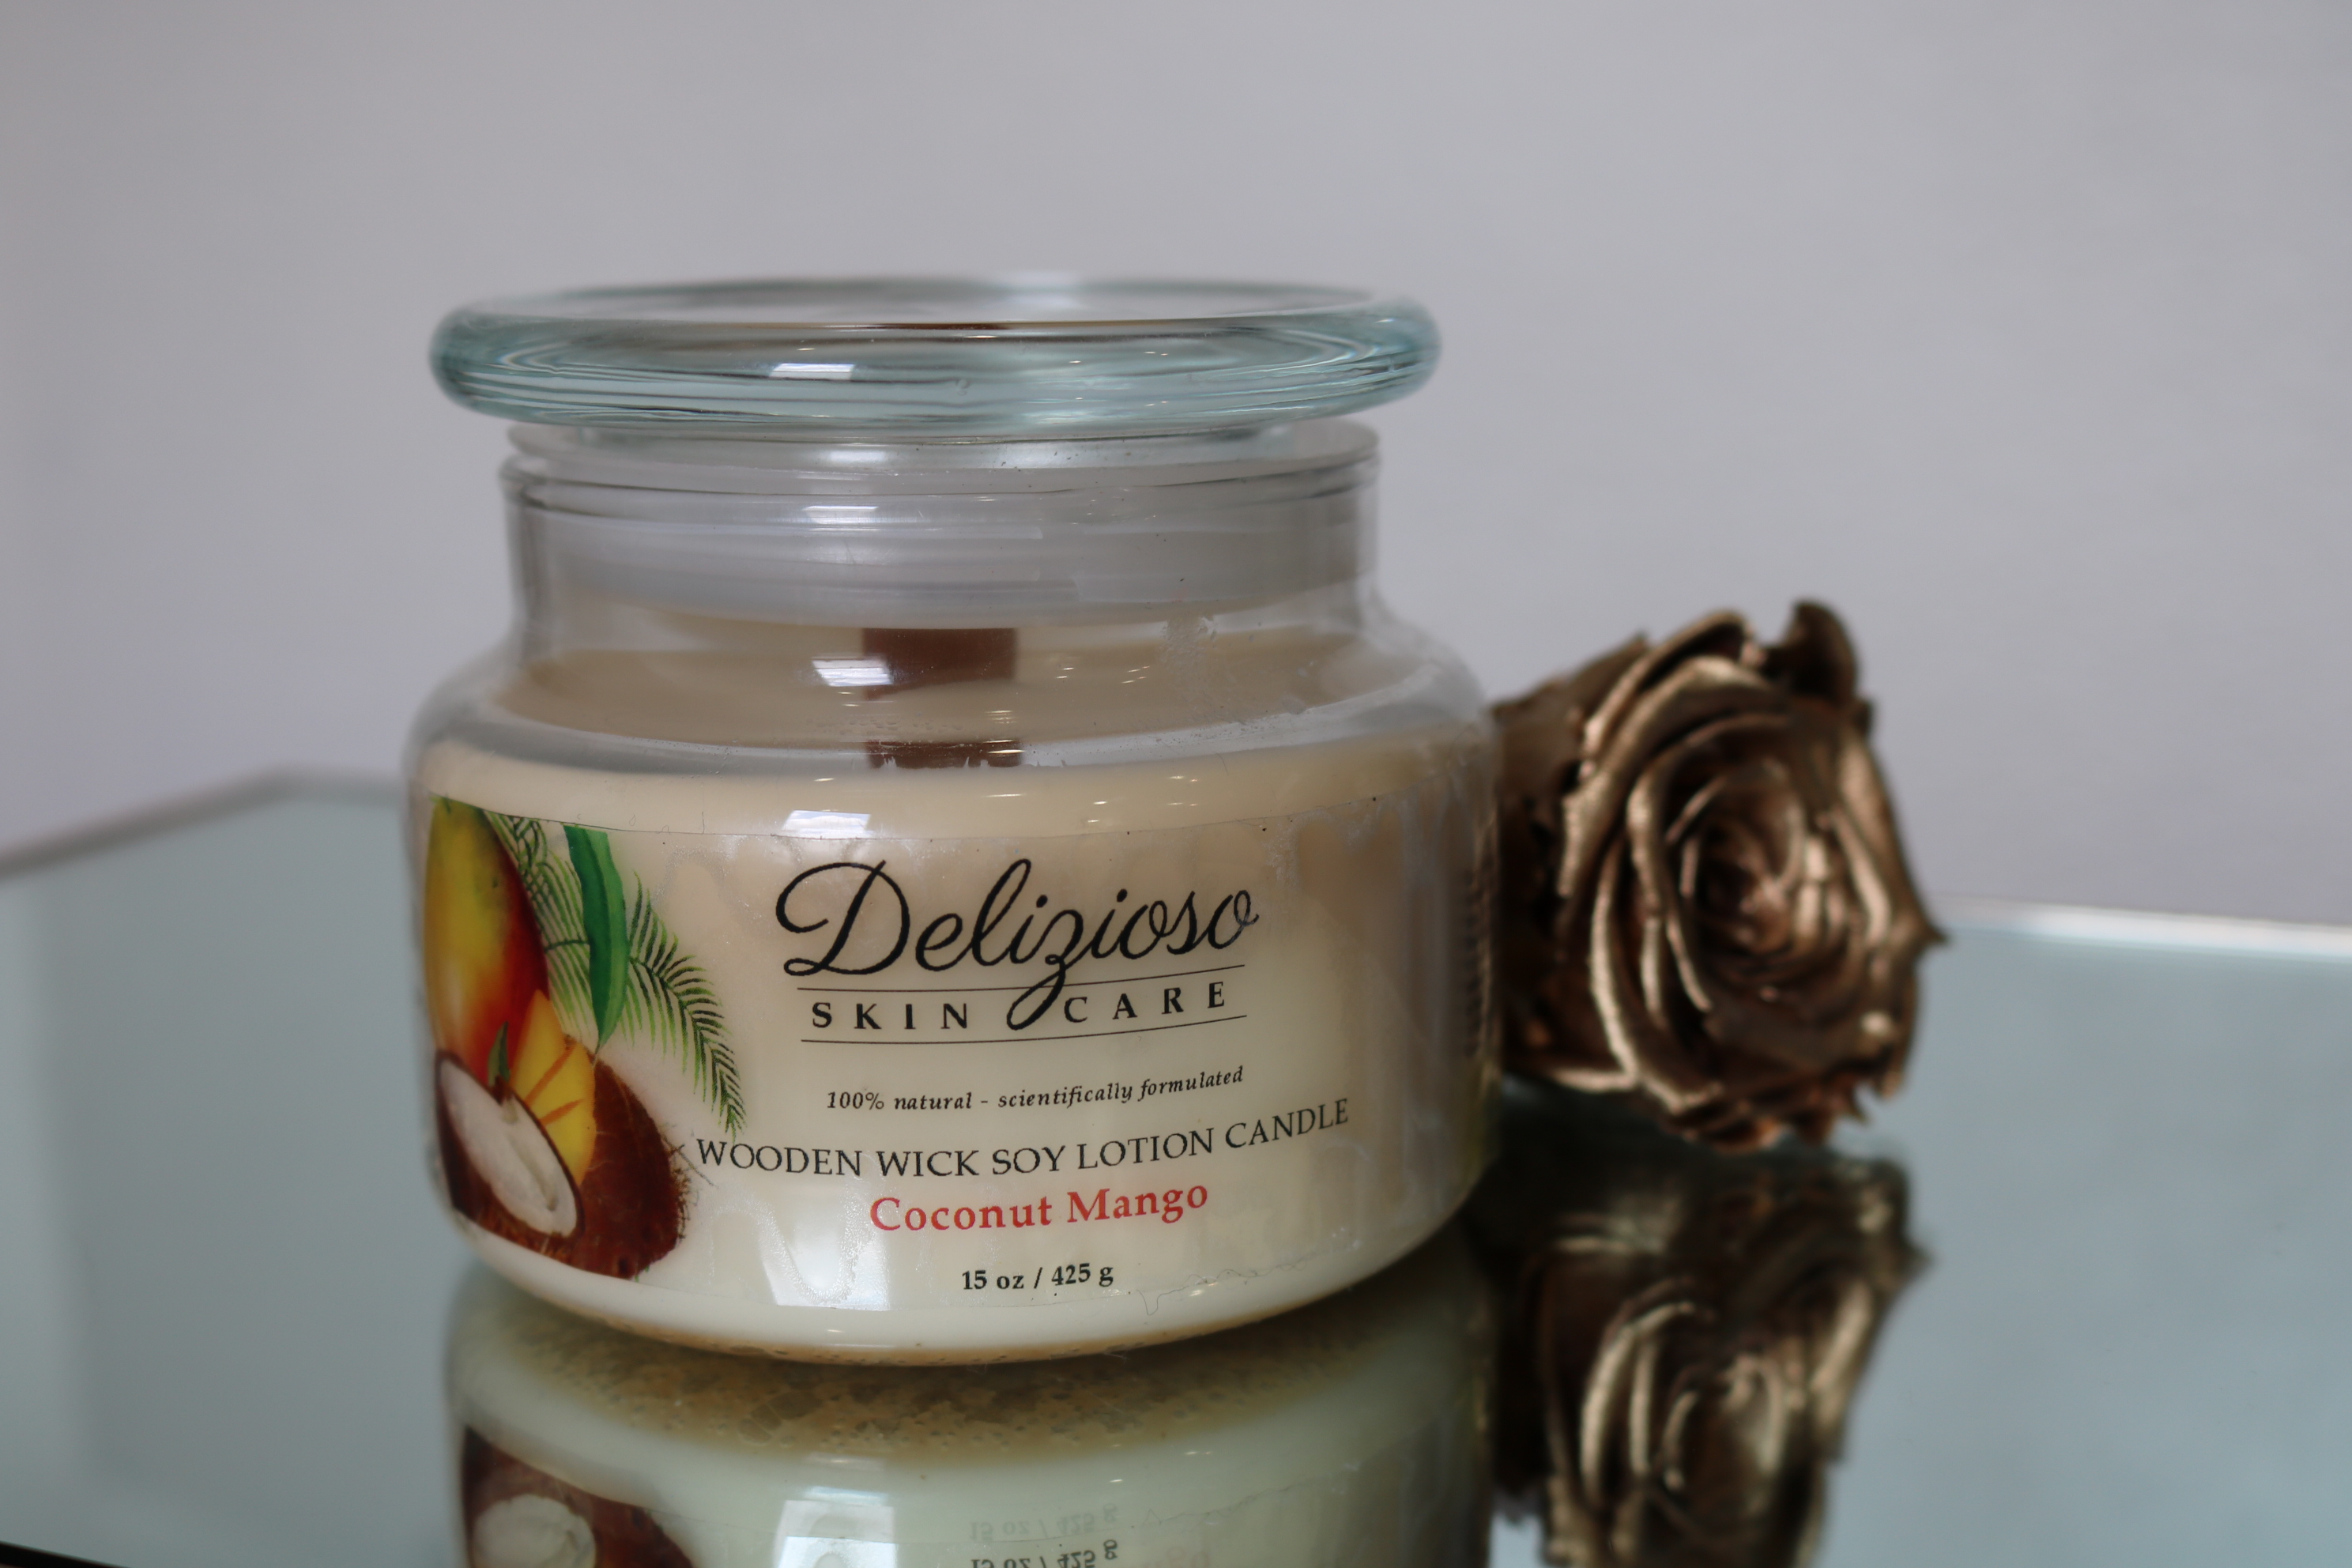 Delizioso
SKIN CARE
100% natural - scientifically formulated
WOODEN WICK SOY LOTION CANDLE
Coconut Mango
15 oz / 425 g